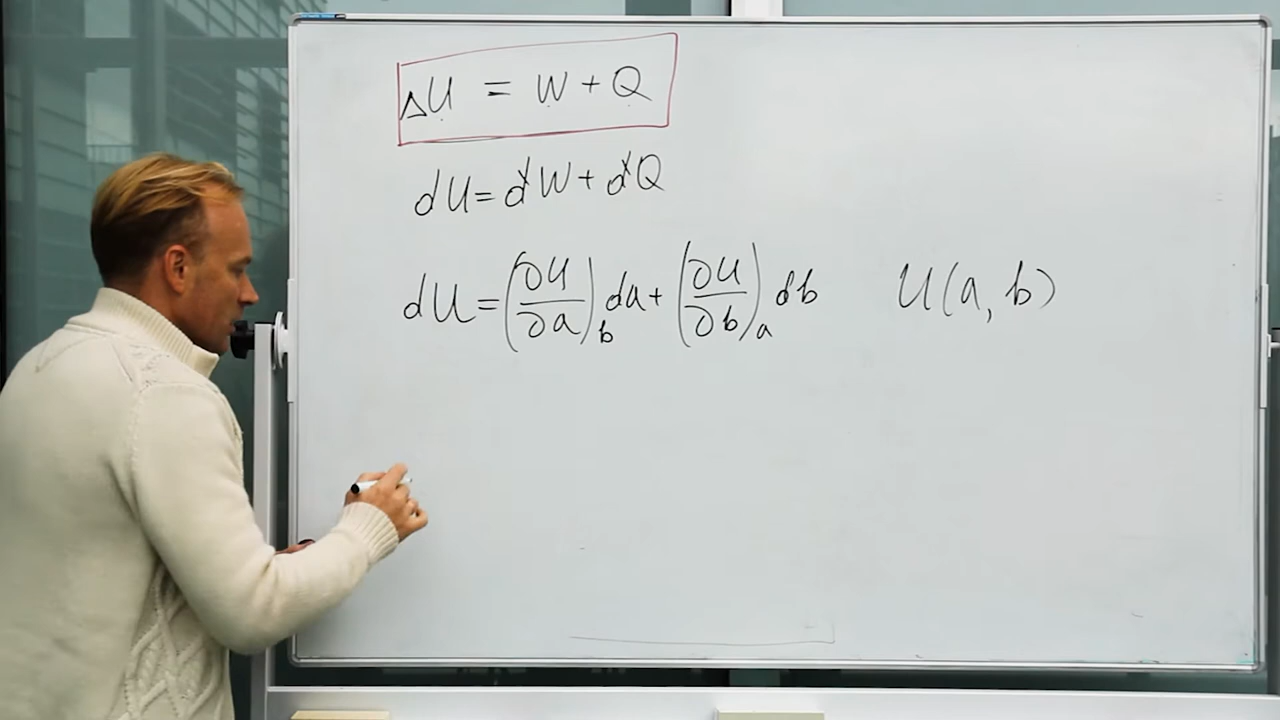 ΔU = W + Q
dU = đW + đQ
dU = (∂U/∂a)_b da + (∂U/∂b)_a db U(a, b)